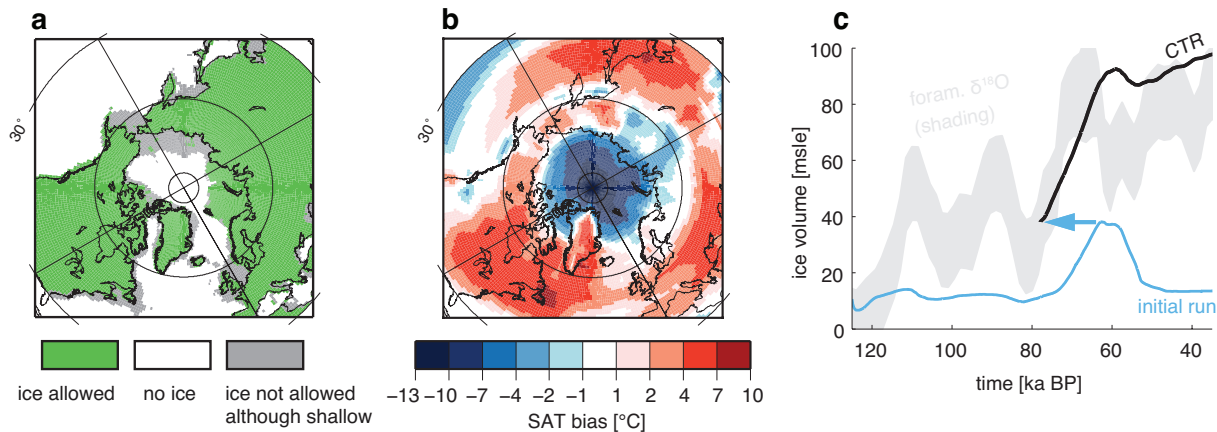 a
30°
ice allowed
no ice
ice not allowed
although shallow
b
30°
−13
−10
−7
−4
−2
−1
1
2
4
7
10
SAT bias [°C]
c
100
80
60
40
20
0
ice volume [msle]
foram. δ¹⁸O
(shading)
CTR
initial run
120
100
80
60
40
time [ka BP]